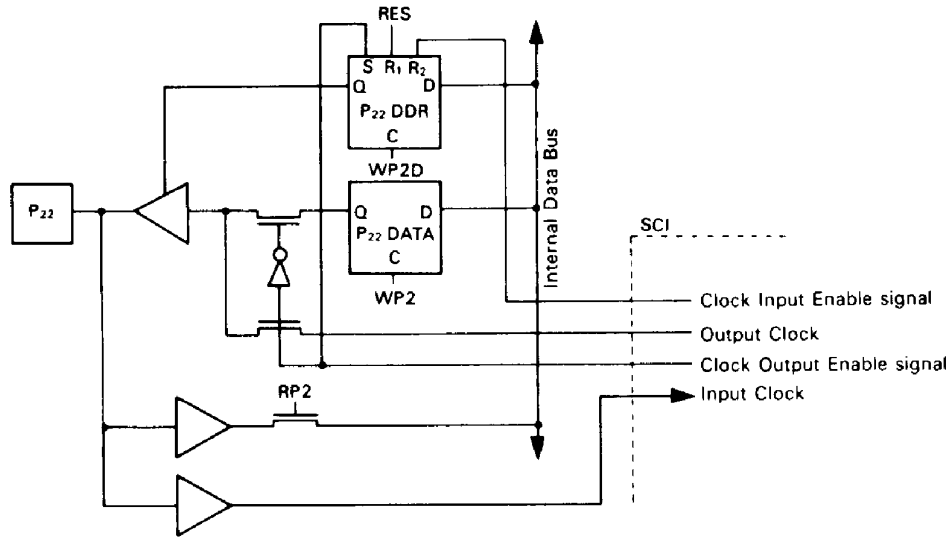 RES
S R₁ R₂
Q D
P₂₂ DDR
C
WP2D
P₂₂
Q D
P₂₂ DATA
C
WP2
Internal Data Bus
SCI
Clock Input Enable signal
Output Clock
Clock Output Enable signal
Input Clock
RP2